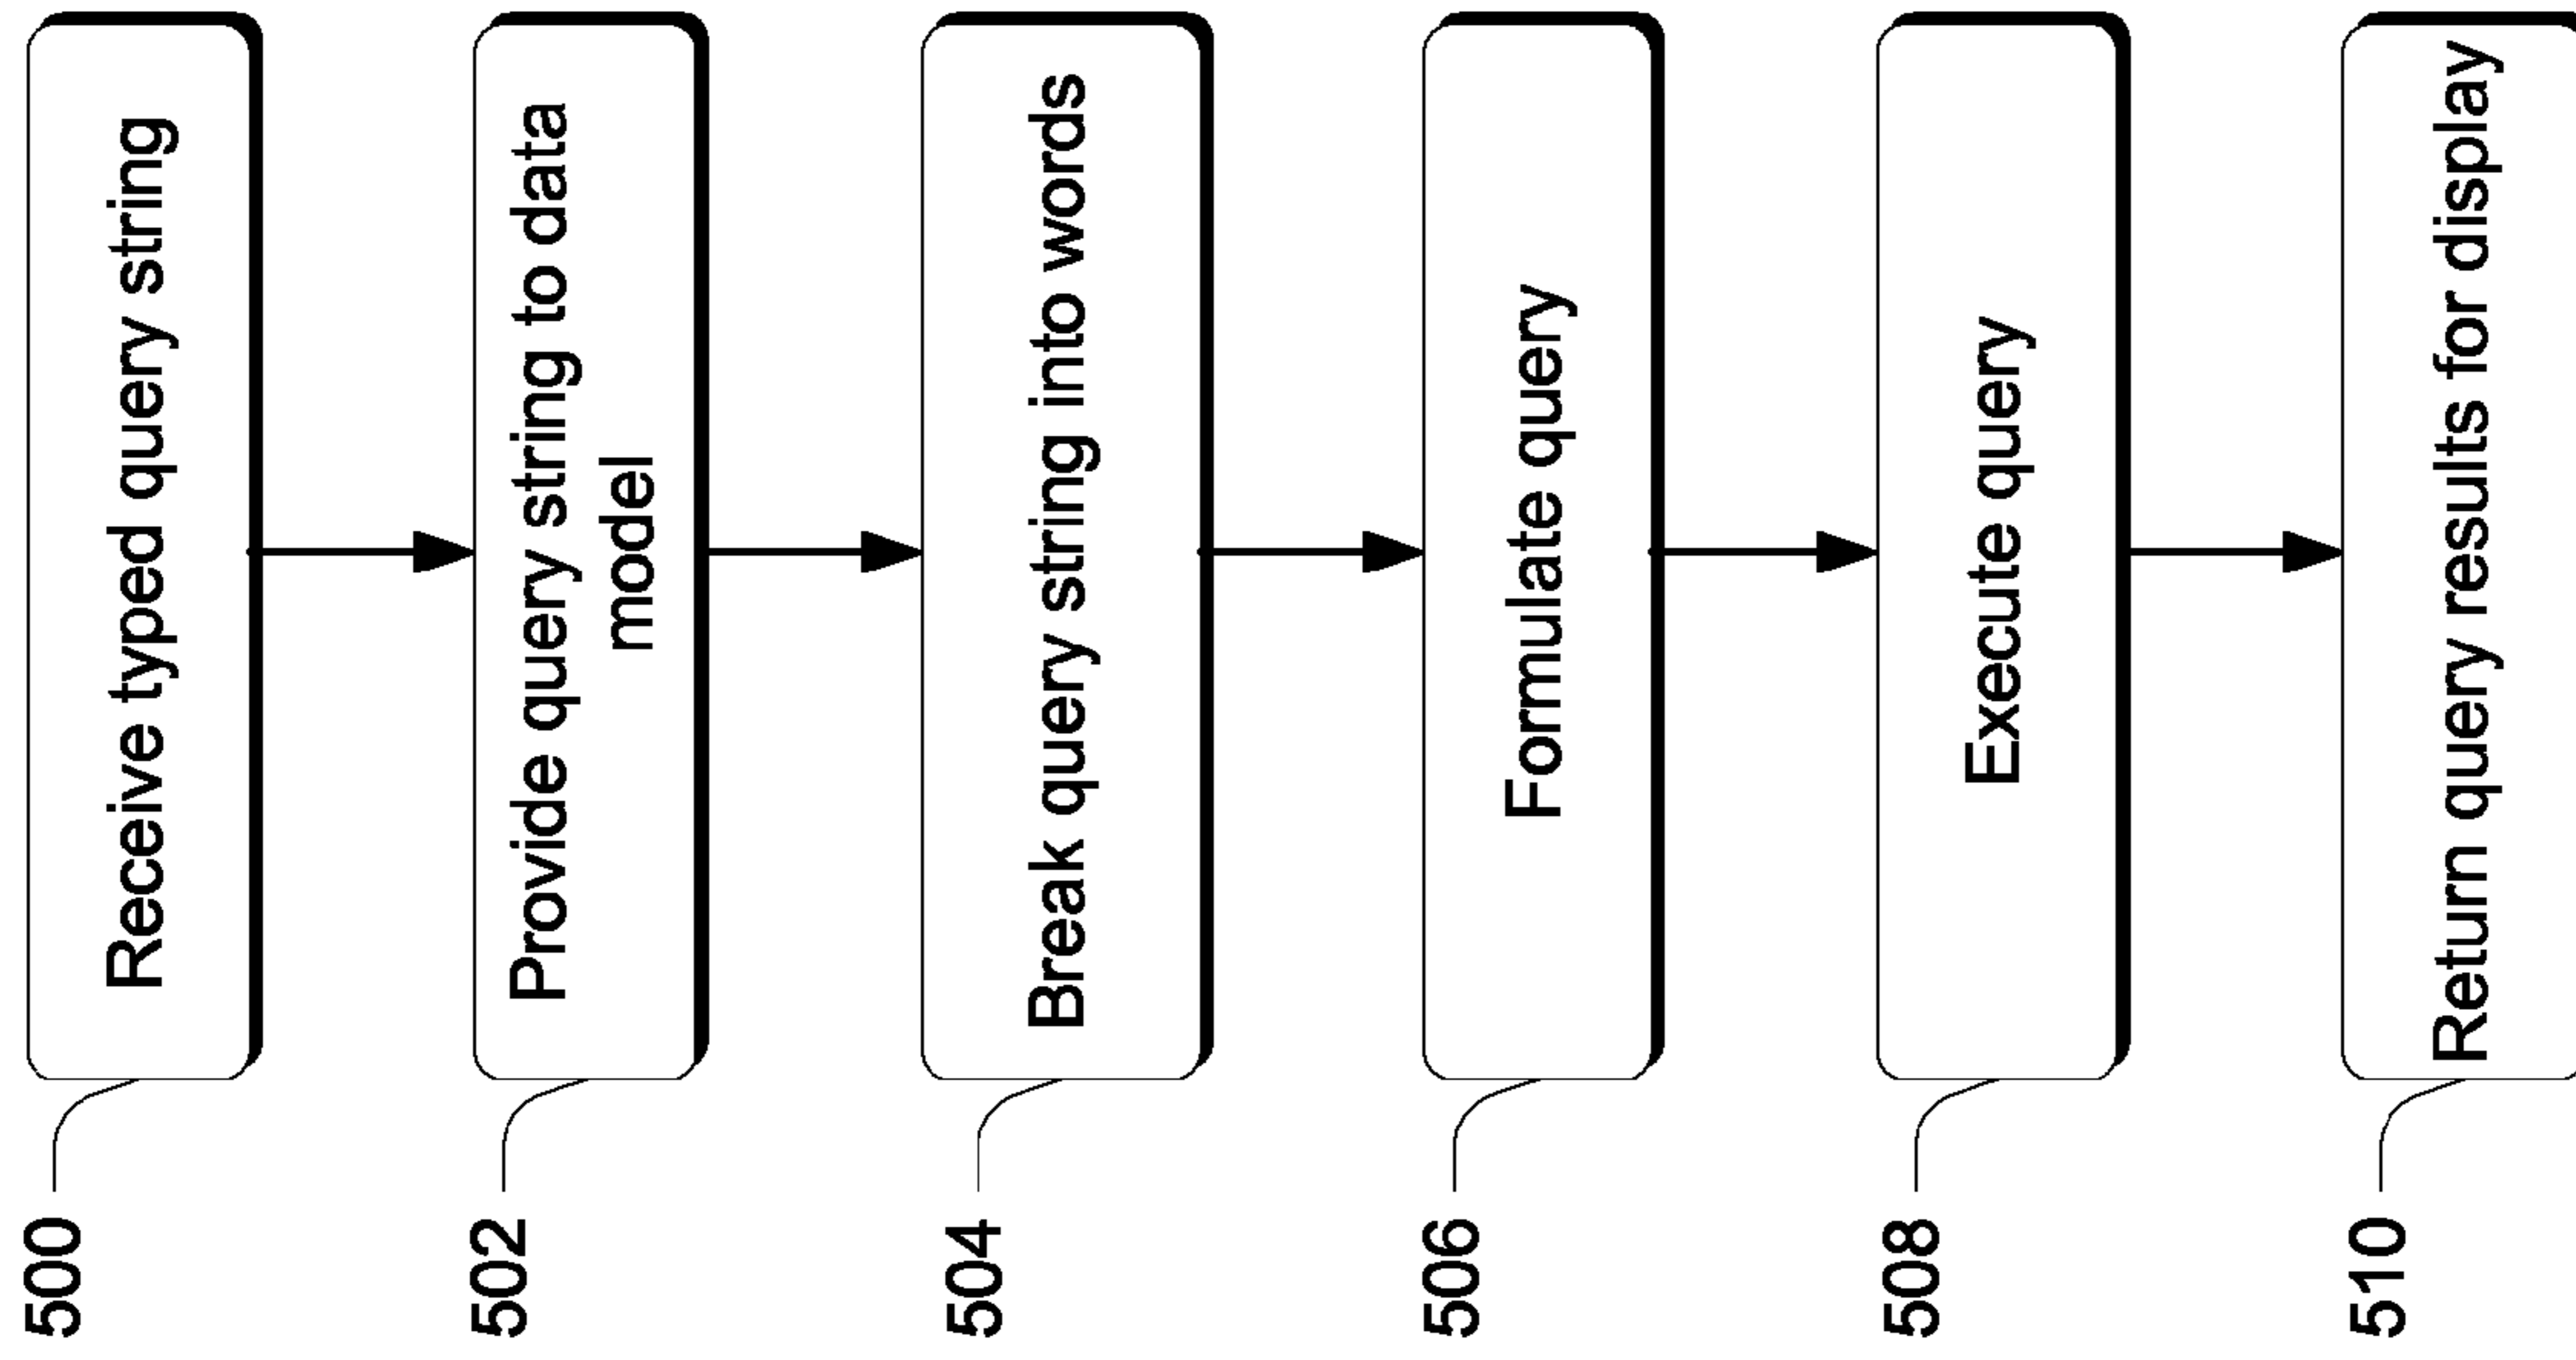 500
Receive typed query string
502
Provide query string to data
model
504
Break query string into words
506
Formulate query
508
Execute query
510
Return query results for display